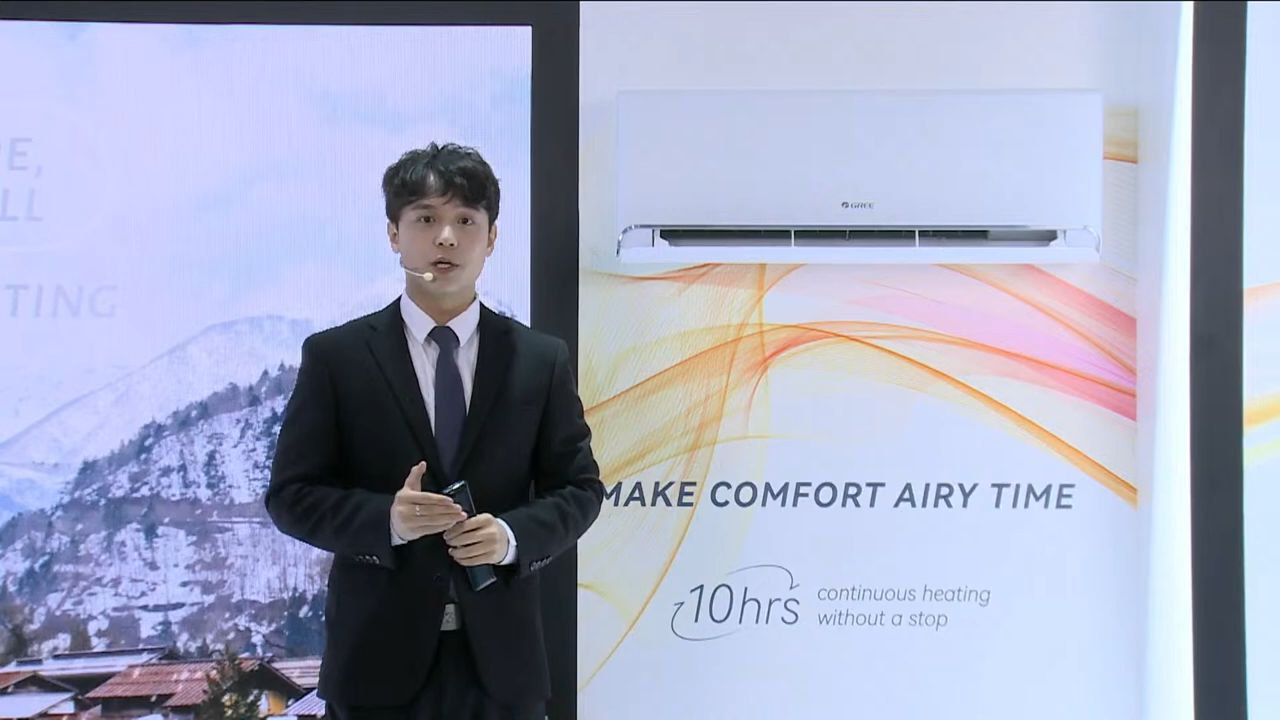 LL
TING
GREE
MAKE COMFORT AIRY TIME
10hrs
continuous heating
without a stop